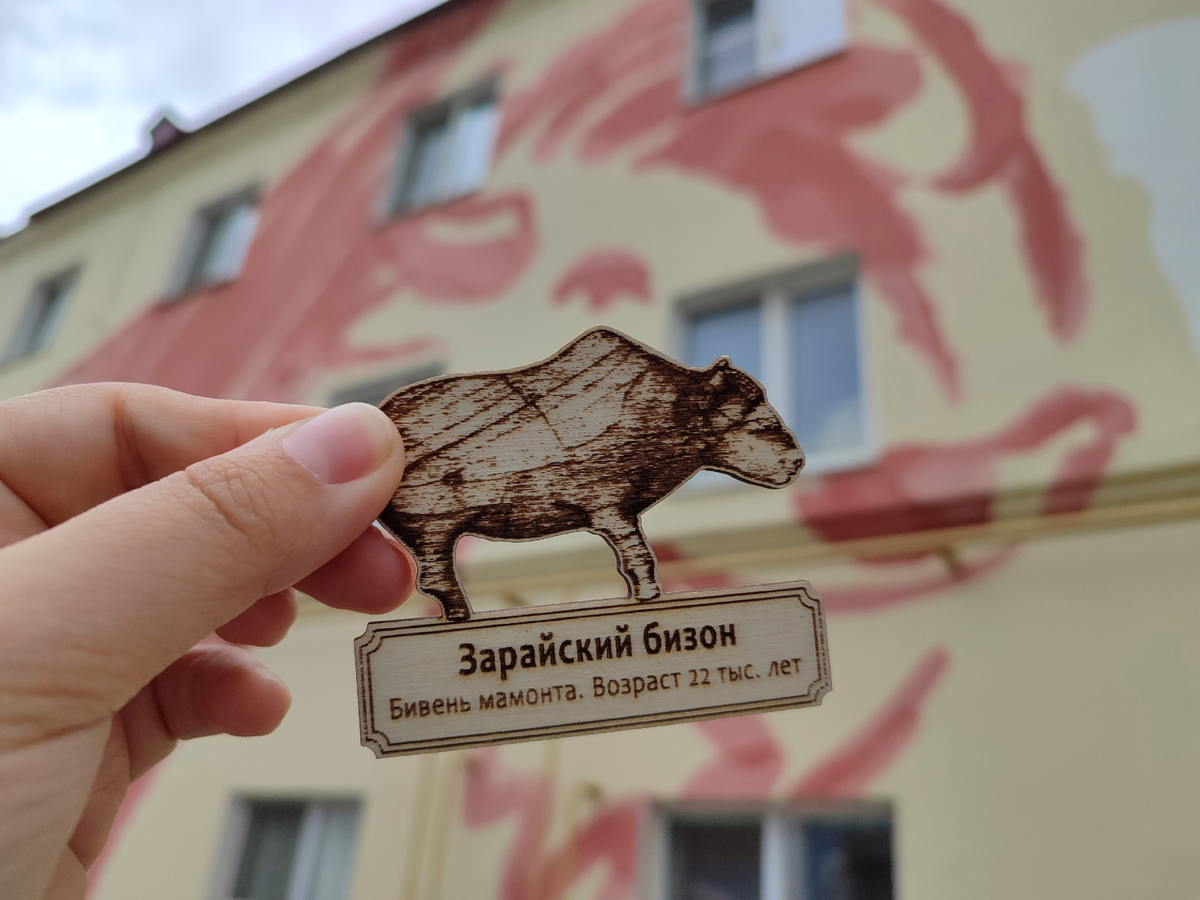 Зарайский бизон
Бивень мамонта. Возраст 22 тыс. лет